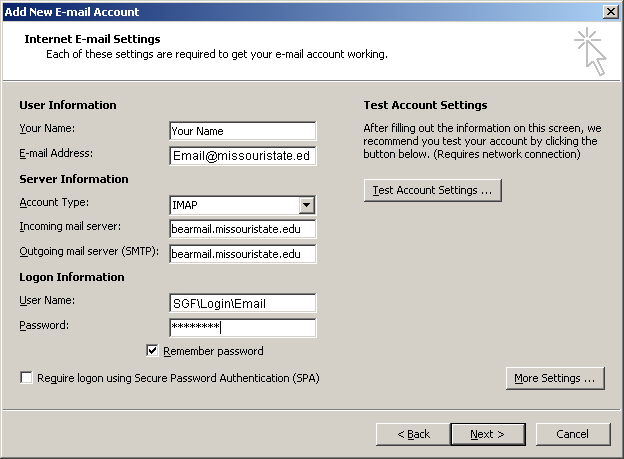 Add New E-mail Account
Internet E-mail Settings
Each of these settings are required to get your e-mail account working.
User Information
Your Name: Your Name
E-mail Address: Email@missouristate.ed
Server Information
Account Type: IMAP
Incoming mail server: bearmail.missouristate.edu
Outgoing mail server (SMTP): bearmail.missouristate.edu
Logon Information
User Name: SGF\Login\Email
Password: ********
Remember password
Require logon using Secure Password Authentication (SPA)
Test Account Settings
After filling out the information on this screen, we
recommend you test your account by clicking the
button below. (Requires network connection)
Test Account Settings ...
More Settings ...
< Back
Next >
Cancel